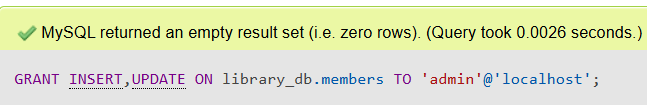 MySQL returned an empty result set (i.e. zero rows). (Query took 0.0026 seconds.)
GRANT INSERT,UPDATE ON library_db.members TO 'admin'@'localhost';